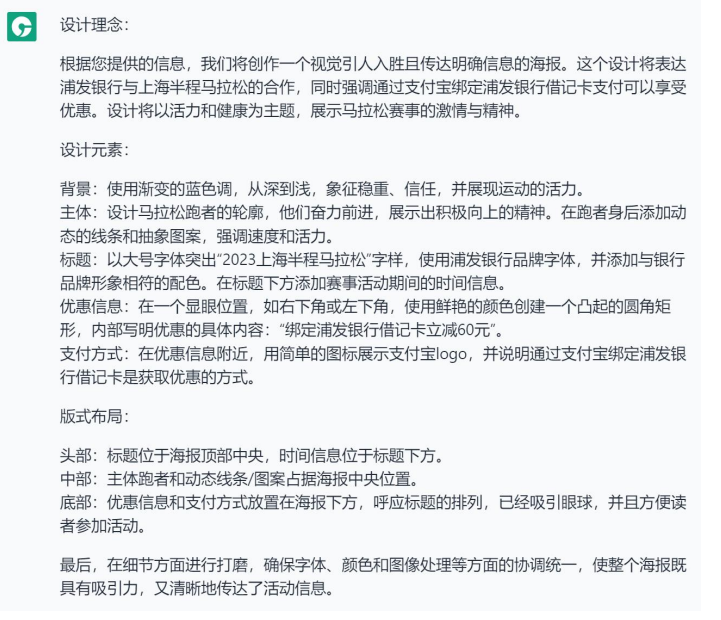 设计理念：
根据您提供的信息，我们将创作一个视觉引人入胜且传达明确信息的海报。这个设计将表达
浦发银行与上海半程马拉松的合作，同时强调通过支付宝绑定浦发银行借记卡支付可以享受
优惠。设计将以活力和健康为主题，展示马拉松赛事的激情与精神。
设计元素：
背景：使用渐变的蓝色调，从深到浅，象征稳重、信任，并展现运动的活力。
主体：设计马拉松跑者的轮廓，他们奋力前进，展示出积极向上的精神。在跑者身后添加动
态的线条和抽象图案，强调速度和活力。
标题：以大号字体突出“2023上海半程马拉松”字样，使用浦发银行品牌字体，并添加与银行
品牌形象相符的配色。在标题下方添加赛事活动期间的时间信息。
优惠信息：在一个显眼位置，如右下角或左下角，使用鲜艳的颜色创建一个凸起的圆角矩
形，内部写明优惠的具体内容：“绑定浦发银行借记卡立减60元”。
支付方式：在优惠信息附近，用简单的图标展示支付宝logo，并说明通过支付宝绑定浦发银
行借记卡是获取优惠的方式。
版式布局：
头部：标题位于海报顶部中央，时间信息位于标题下方。
中部：主体跑者和动态线条/图案占据海报中央位置。
底部：优惠信息和支付方式放置在海报下方，呼应标题的排列，已经吸引眼球，并且方便读
者参加活动。
最后，在细节方面进行打磨，确保字体、颜色和图像处理等方面的协调统一，使整个海报既
具有吸引力，又清晰地传达了活动信息。